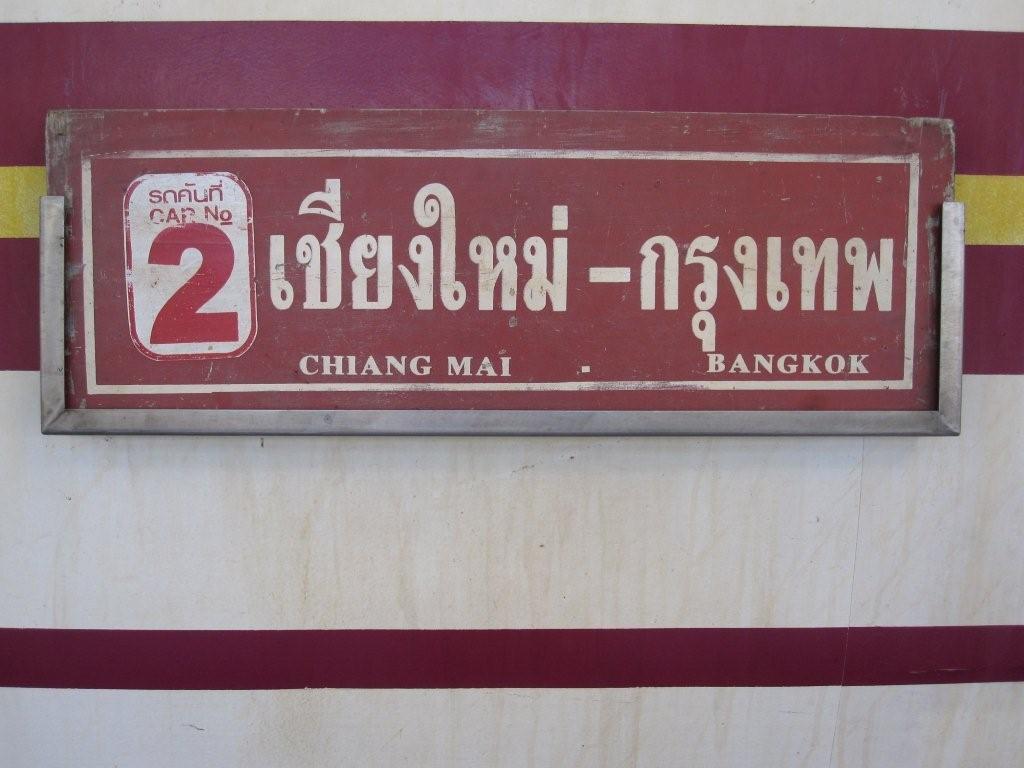 รถคันที่
CAR No
2
เชียงใหม่ - กรุงเทพ
CHIANG MAI . BANGKOK